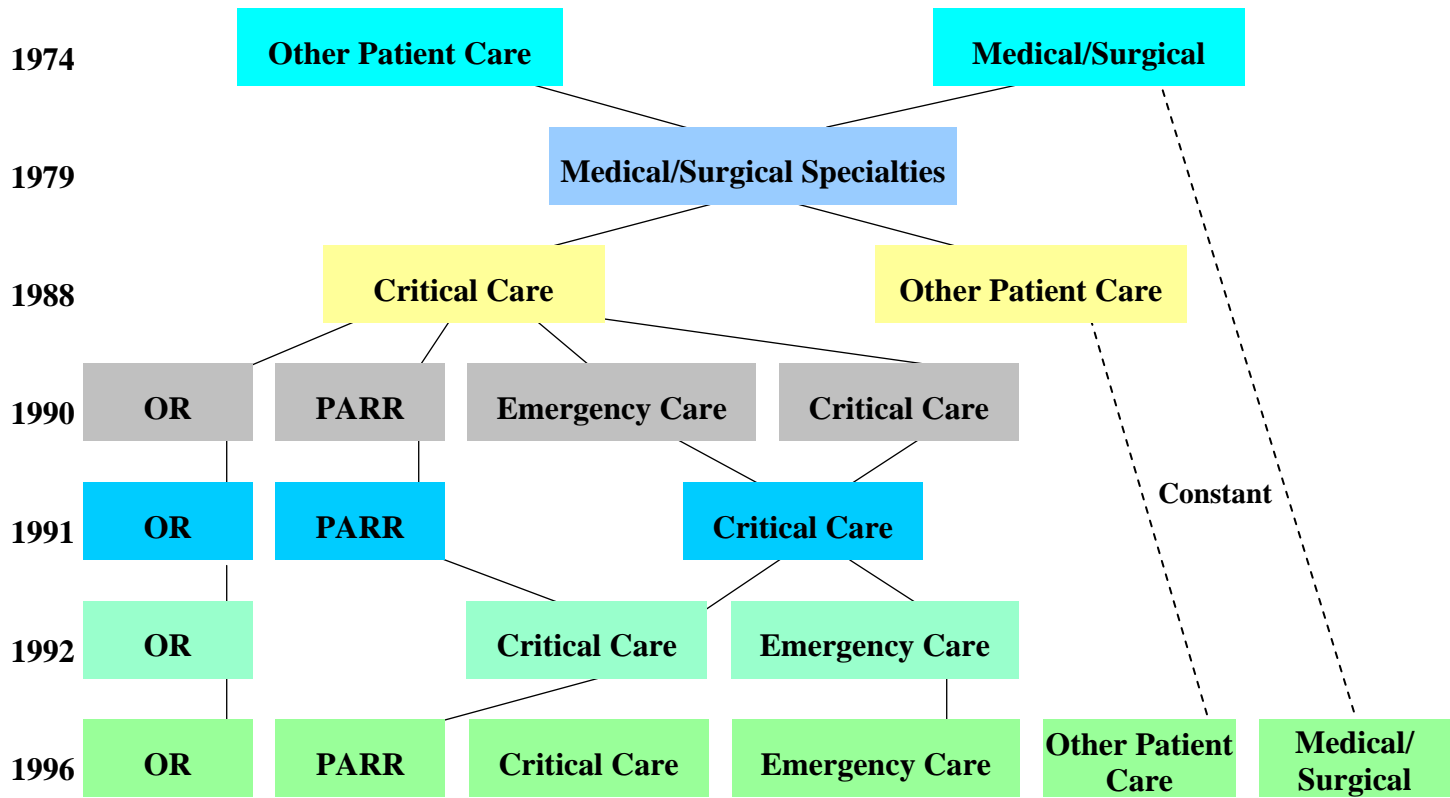 1974
Other Patient Care
Medical/Surgical
1979
Medical/Surgical Specialties
1988
Critical Care
Other Patient Care
1990
OR
PARR
Emergency Care
Critical Care
Constant
1991
OR
PARR
Critical Care
1992
OR
Critical Care
Emergency Care
1996
OR
PARR
Critical Care
Emergency Care
Other Patient
Care
Medical/
Surgical